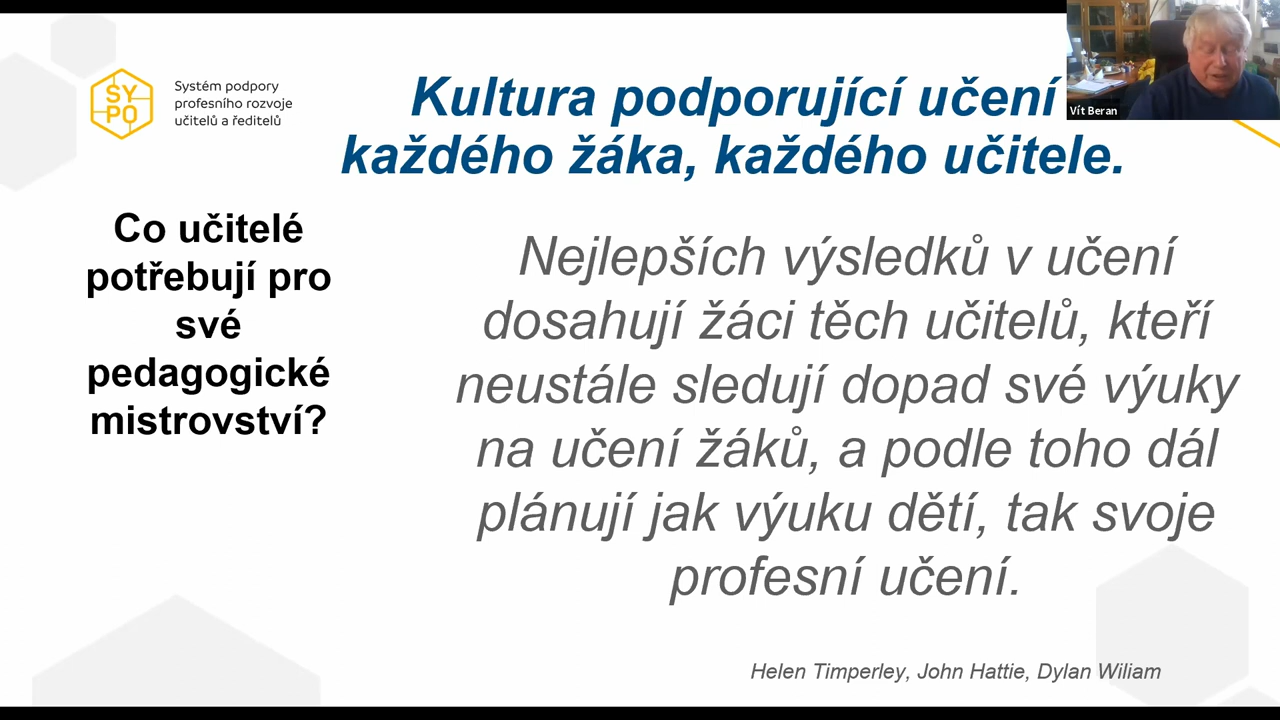 SY
PO
Systém podpory
profesního rozvoje
učitelů a ředitelů
Kultura podporující učení
každého žáka, každého učitele.
Vít Beran
Co učitelé
potřebují pro
své
pedagogické
mistrovství?
Nejlepších výsledků v učení
dosahují žáci těch učitelů, kteří
neustále sledují dopad své výuky
na učení žáků, a podle toho dál
plánují jak výuku dětí, tak svoje
profesní učení.
Helen Timperley, John Hattie, Dylan Wiliam